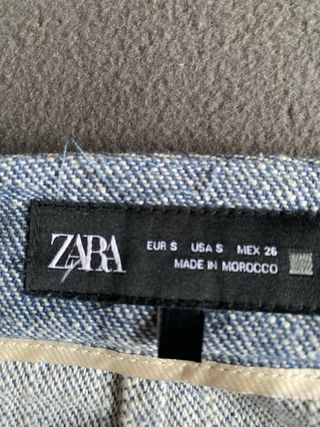 ZARA
EUR S USA S MEX 26
MADE IN MOROCCO